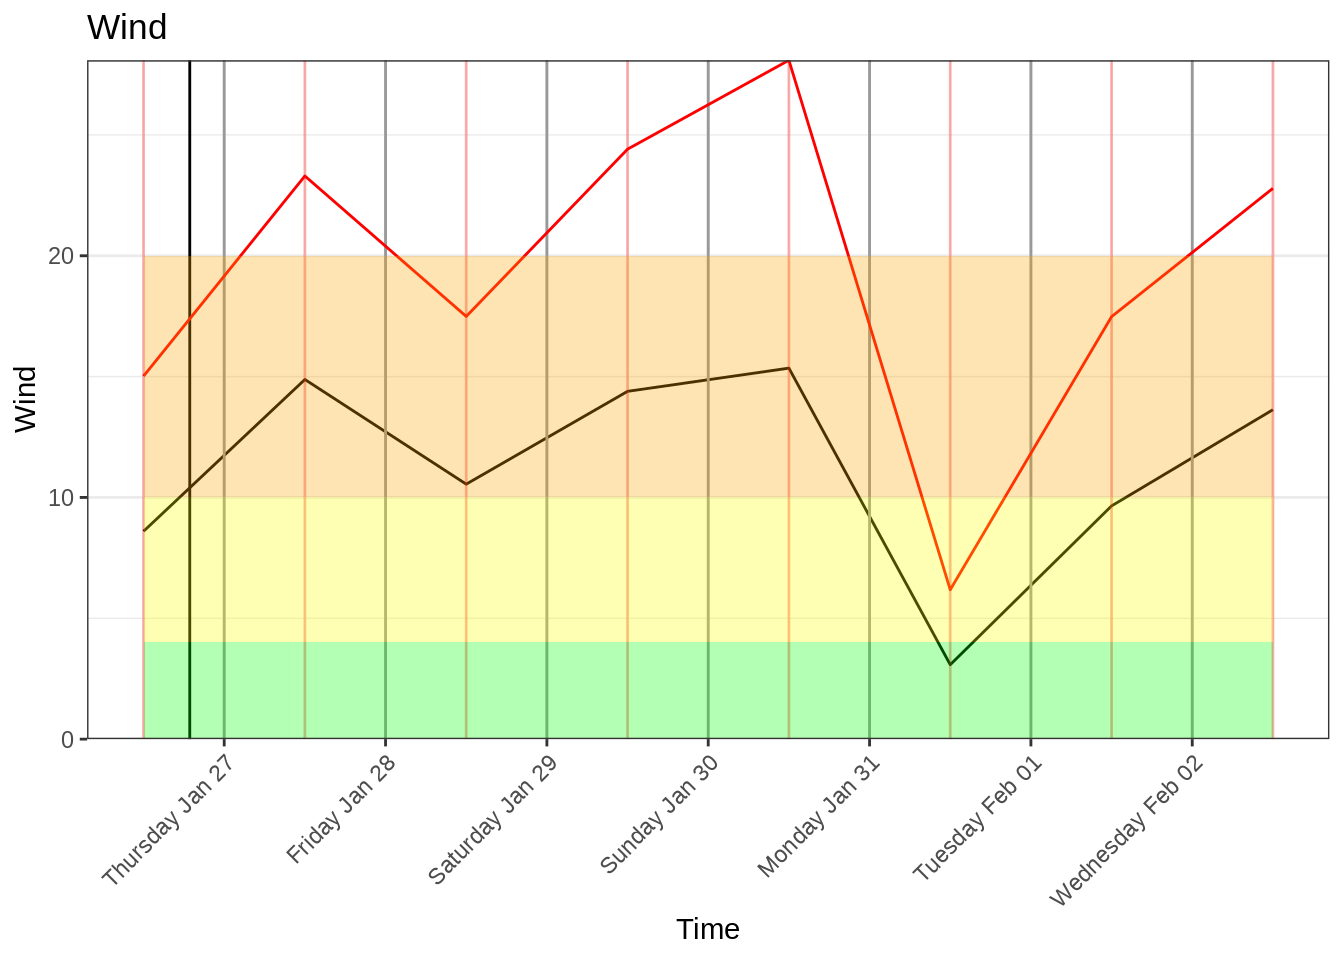 Wind
Wind
20
10
0
Thursday Jan 27
Friday Jan 28
Saturday Jan 29
Sunday Jan 30
Monday Jan 31
Tuesday Feb 01
Wednesday Feb 02
Time